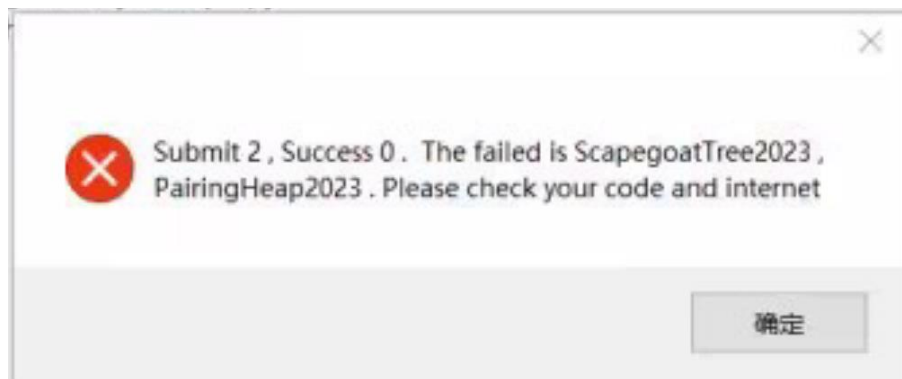 Submit 2 , Success 0 .  The failed is ScapegoatTree2023 ,
PairingHeap2023 . Please check your code and internet
确定